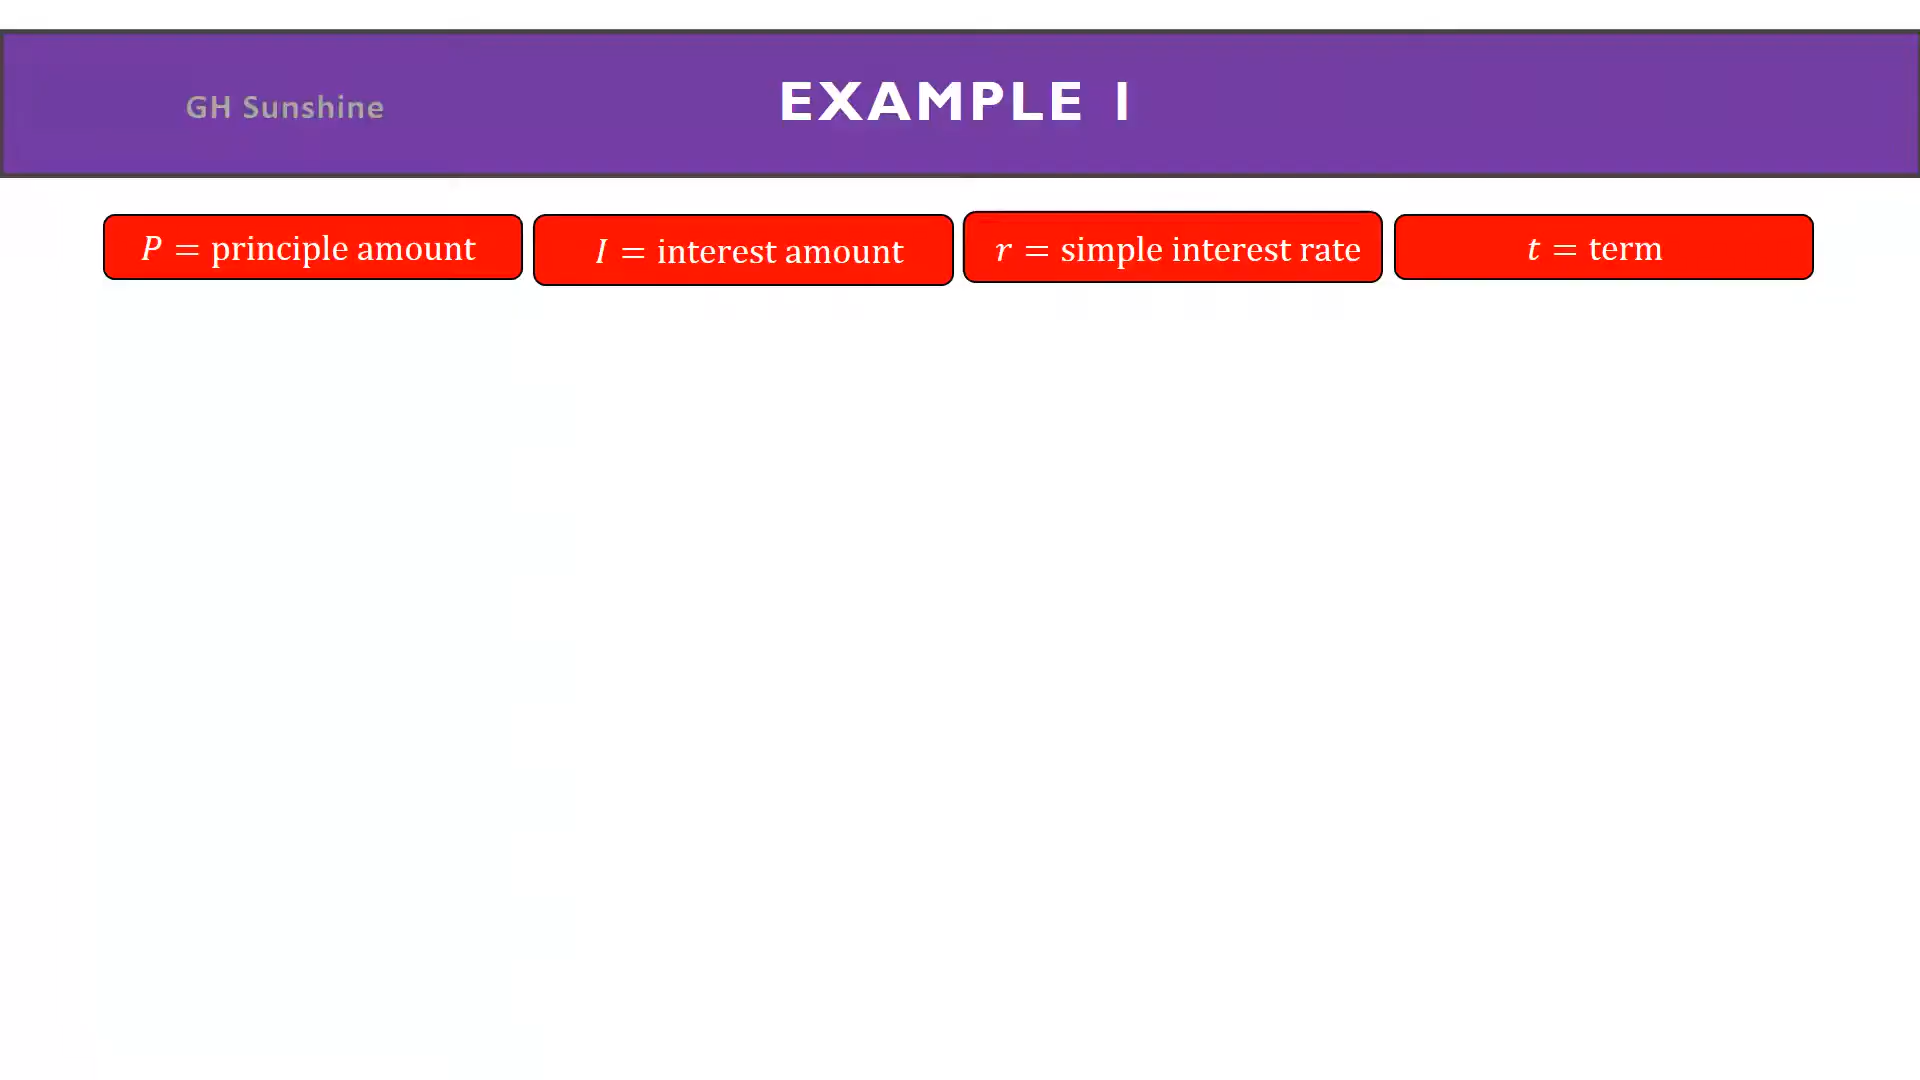 GH Sunshine
EXAMPLE 1
P = principle amount
I = interest amount
r = simple interest rate
t = term